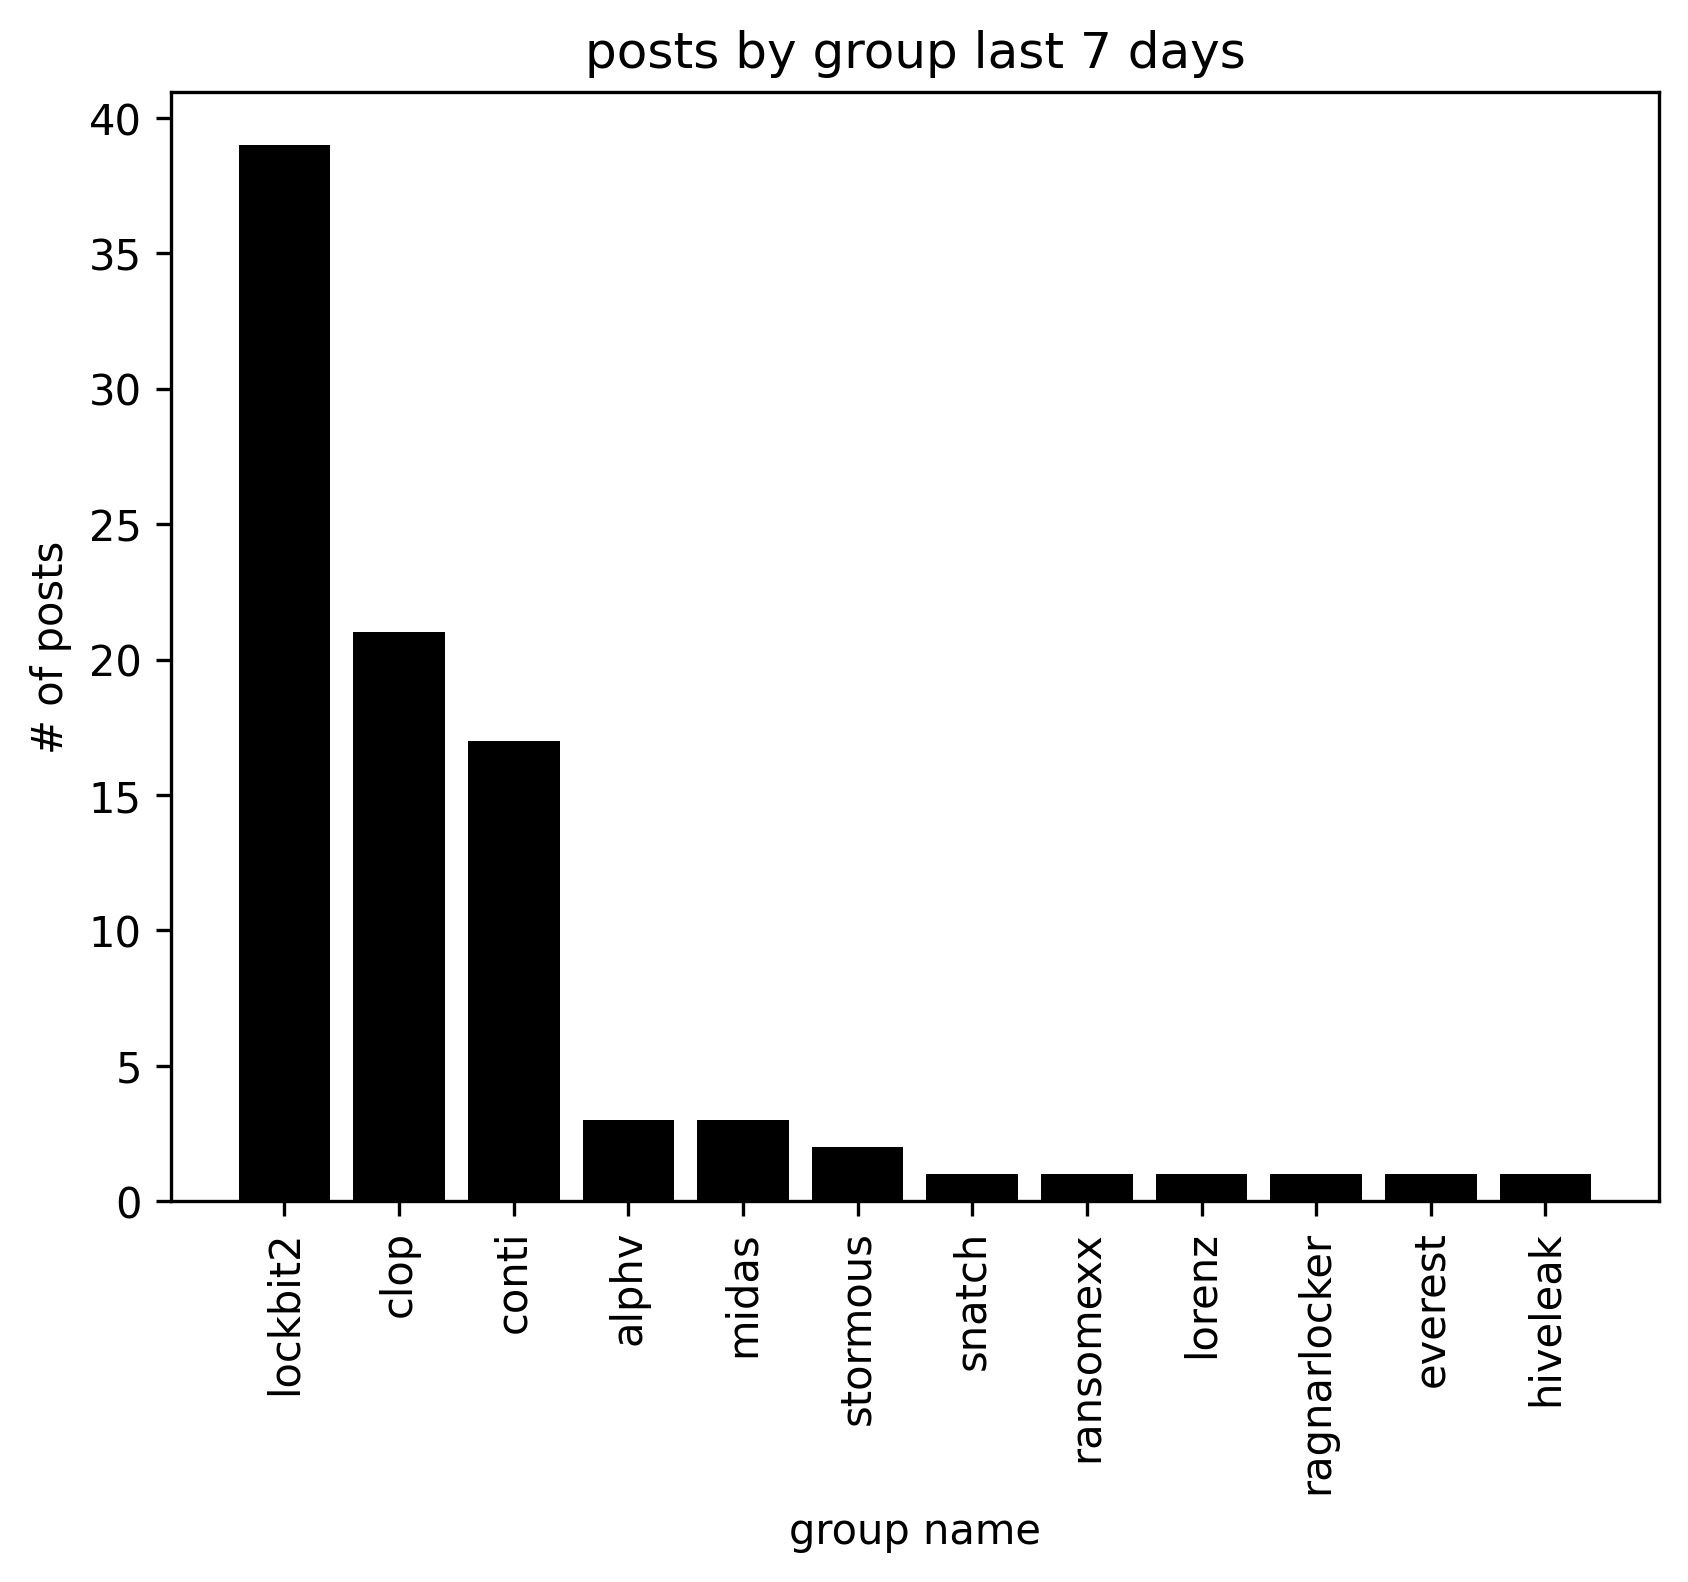 posts by group last 7 days
# of posts
40
35
30
25
20
15
10
5
0
lockbit2
clop
conti
alphv
midas
stormous
snatch
ransomexx
lorenz
ragnarlocker
everest
hiveleak
group name